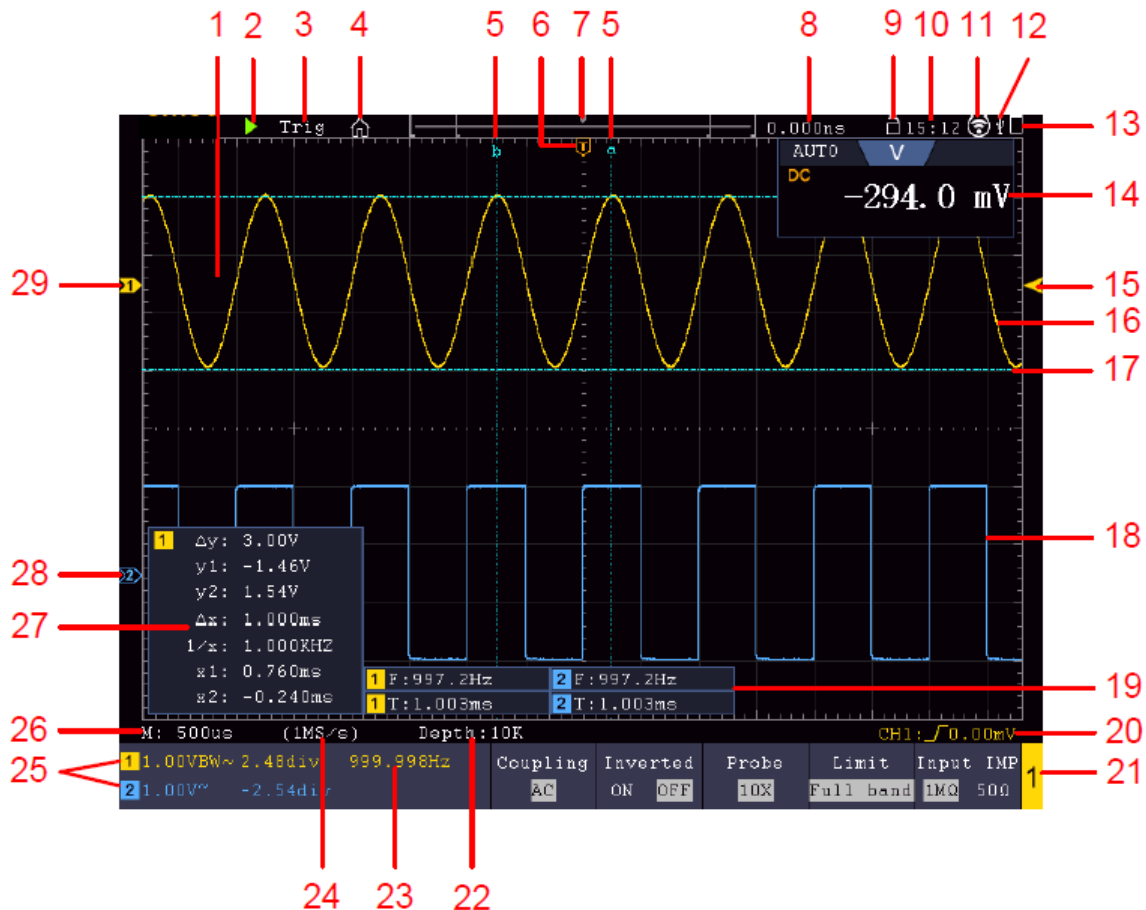 1 2 3 4 5 6 7 5 8 9 10 11 12
Trig 0.000ns 15:12 13
b T a AUTO V
DC
-294.0 mV 14
29 1 15
16
17
18
1 Δy: 3.00V
y1: -1.46V
28 2 y2: 1.54V
27 Δx: 1.000ms
1/x: 1.000KHZ
x1: 0.760ms
x2: -0.240ms
1 F:997.2Hz 2 F:997.2Hz 19
1 T:1.003ms 2 T:1.003ms
26 M: 500us (1MS/s) Depth:10K CH1: 0.00mV 20
25 1 1.00VBW~ 2.48div 999.998Hz Coupling Inverted Probe Limit Input IMP 1 21
2 1.00V~ -2.54div AC ON OFF 10X Full band 1MΩ 50Ω
24 23 22